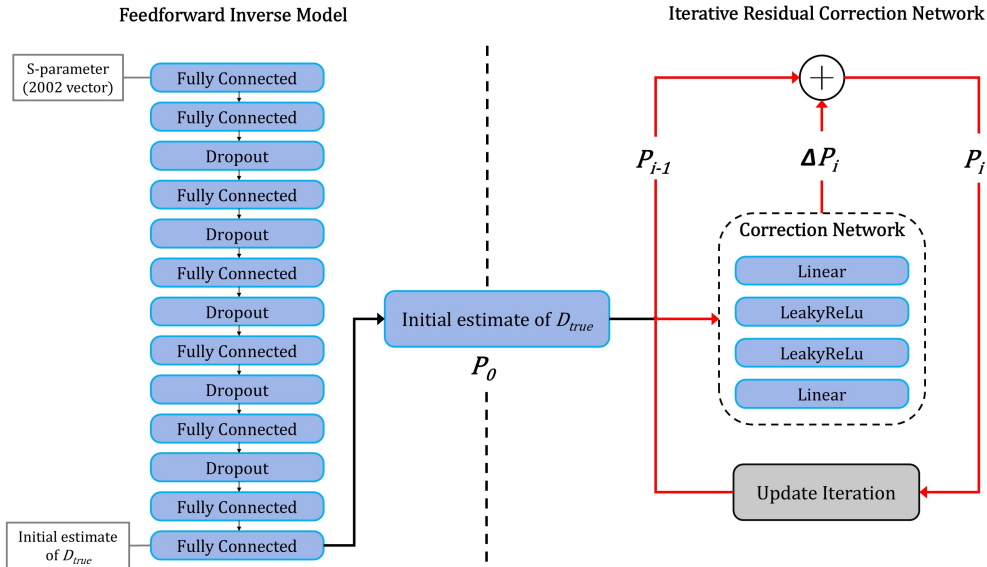 Feedforward Inverse Model
S-parameter
(2002 vector)
Fully Connected
Fully Connected
Dropout
Fully Connected
Dropout
Fully Connected
Dropout
Fully Connected
Dropout
Fully Connected
Dropout
Fully Connected
Fully Connected
Initial estimate
of D_true
Initial estimate of D_true
P_0
Iterative Residual Correction Network
+
P_i-1
ΔP_i
P_i
Correction Network
Linear
LeakyReLu
LeakyReLu
Linear
Update Iteration